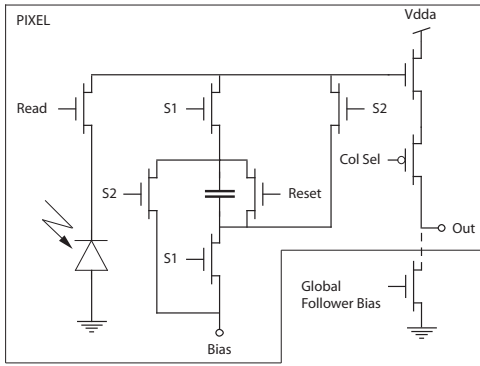 PIXEL
Vdda
Read
S1
S2
Col Sel
S2
Reset
Out
S1
Global
Follower Bias
Bias